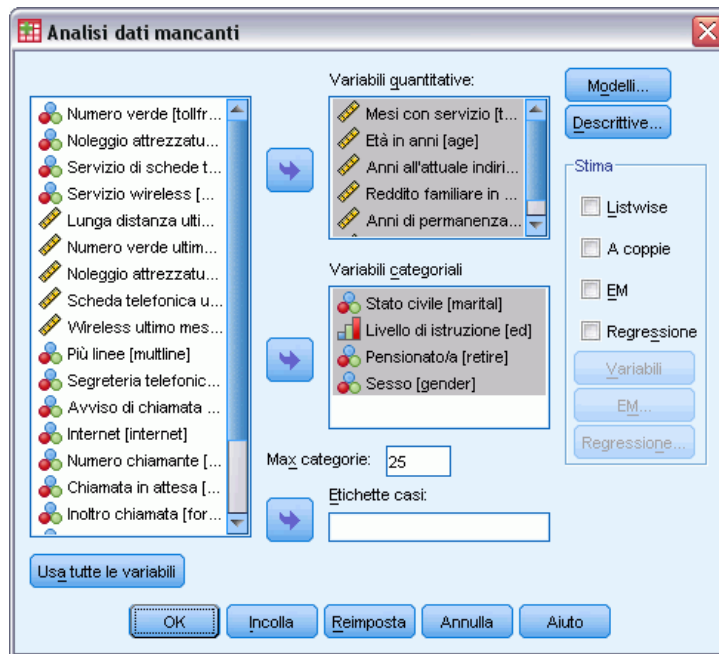 Analisi dati mancanti
Numero verde [tollfr...
Noleggio attrezzatu...
Servizio di schede t...
Servizio wireless [...
Lunga distanza ulti...
Numero verde ultim...
Noleggio attrezzatu...
Scheda telefonica u...
Wireless ultimo mes...
Più linee [multline]
Segreteria telefonic...
Avviso di chiamata ...
Internet [internet]
Numero chiamante [...
Chiamata in attesa [...
Inoltro chiamata [for...
Usa tutte le variabili
Variabili quantitative:
Mesi con servizio [t...
Età in anni [age]
Anni all'attuale indiri...
Reddito familiare in ...
Anni di permanenza...
Variabili categoriali
Stato civile [marital]
Livello di istruzione [ed]
Pensionato/a [retire]
Sesso [gender]
Max categorie: 25
Etichette casi:
Modelli...
Descrittive...
Stima
Listwise
A coppie
EM
Regressione
Variabili
EM...
Regressione...
OK
Incolla
Reimposta
Annulla
Aiuto